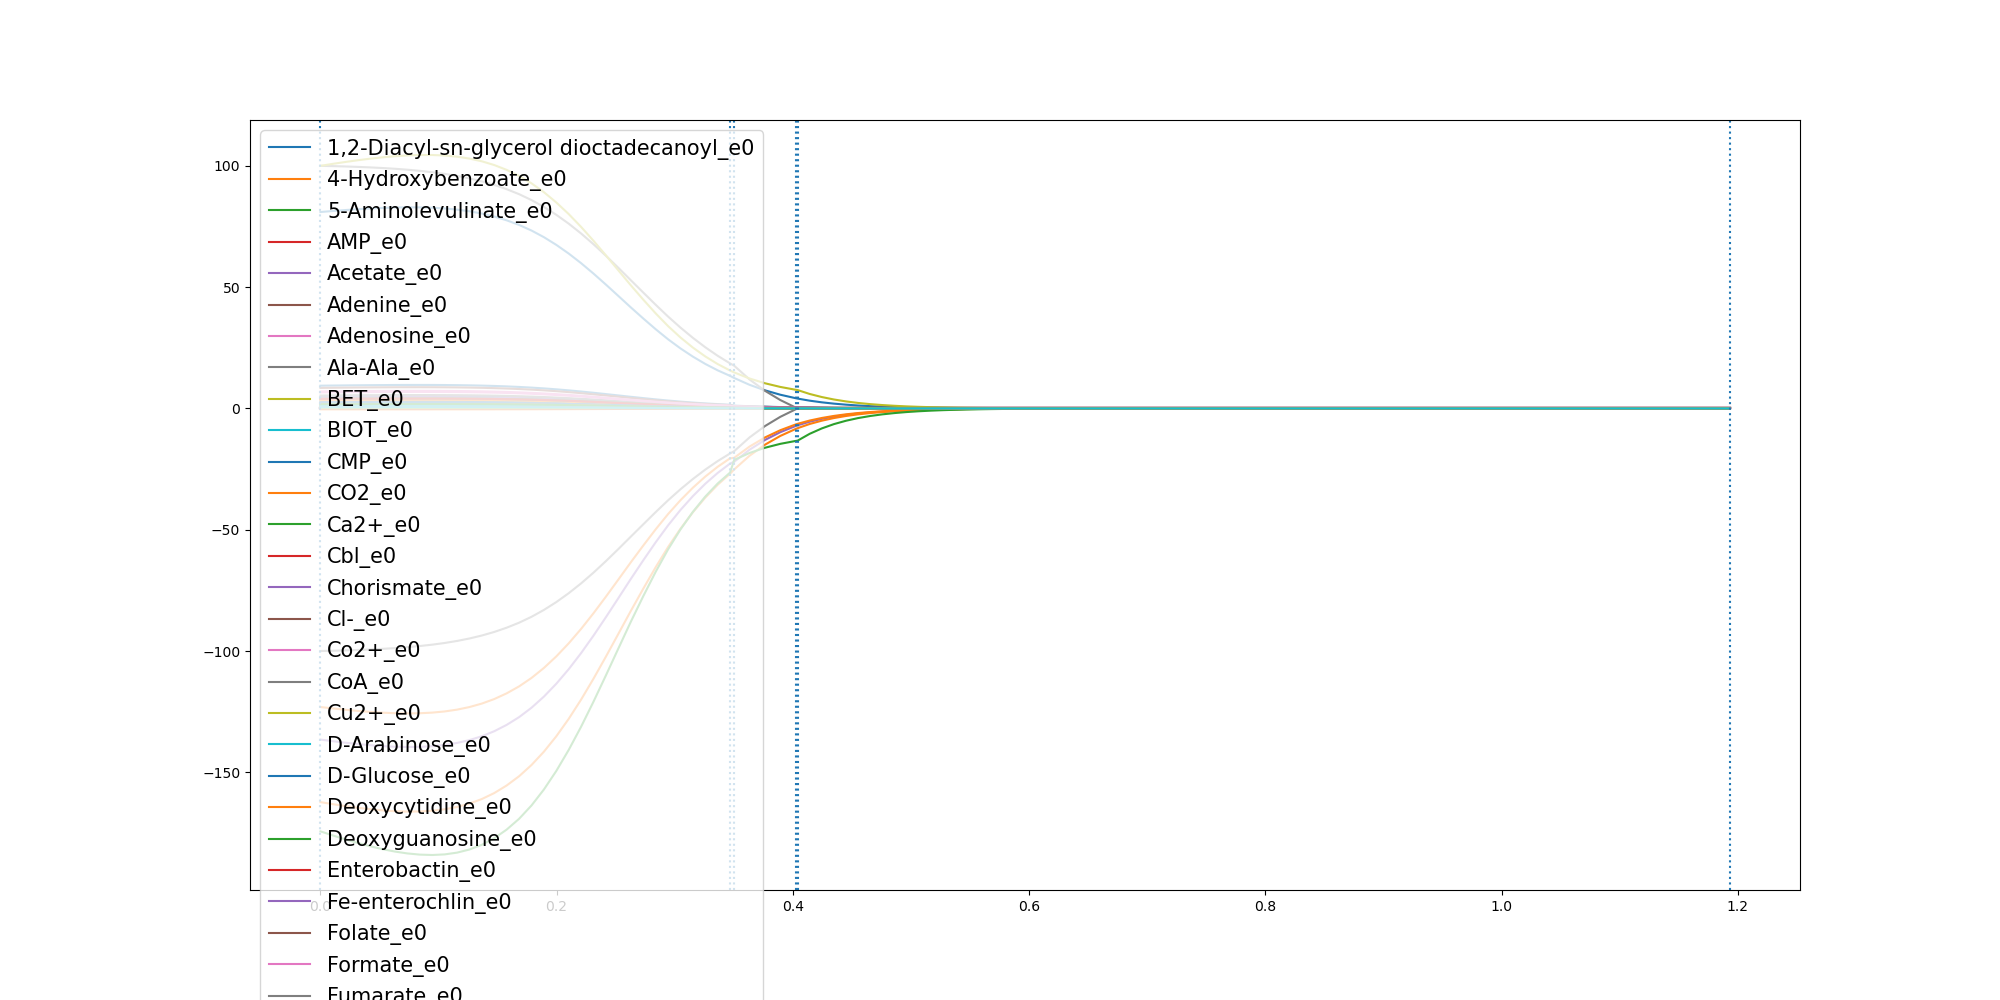 1,2-Diacyl-sn-glycerol dioctadecanoyl_e0
4-Hydroxybenzoate_e0
5-Aminolevulinate_e0
AMP_e0
Acetate_e0
Adenine_e0
Adenosine_e0
Ala-Ala_e0
BET_e0
BIOT_e0
CMP_e0
CO2_e0
Ca2+_e0
Cbl_e0
Chorismate_e0
Cl-_e0
Co2+_e0
CoA_e0
Cu2+_e0
D-Arabinose_e0
D-Glucose_e0
Deoxycytidine_e0
Deoxyguanosine_e0
Enterobactin_e0
Fe-enterochlin_e0
Folate_e0
Formate_e0
Fumarate_e0
100
50
0
−50
−100
−150
0.0 0.2 0.4 0.6 0.8 1.0 1.2